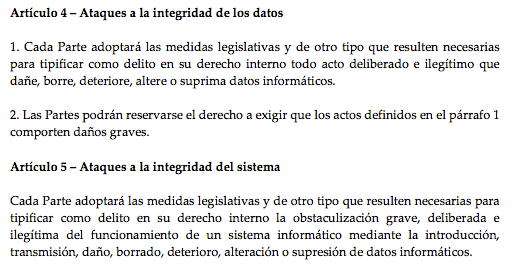 Artículo 4 – Ataques a la integridad de los datos
1. Cada Parte adoptará las medidas legislativas y de otro tipo que resulten necesarias
para tipificar como delito en su derecho interno todo acto deliberado e ilegítimo que
dañe, borre, deteriore, altere o suprima datos informáticos.
2. Las Partes podrán reservarse el derecho a exigir que los actos definidos en el párrafo 1
comporten daños graves.
Artículo 5 – Ataques a la integridad del sistema
Cada Parte adoptará las medidas legislativas y de otro tipo que resulten necesarias para
tipificar como delito en su derecho interno la obstaculización grave, deliberada e
ilegítima del funcionamiento de un sistema informático mediante la introducción,
transmisión, daño, borrado, deterioro, alteración o supresión de datos informáticos.